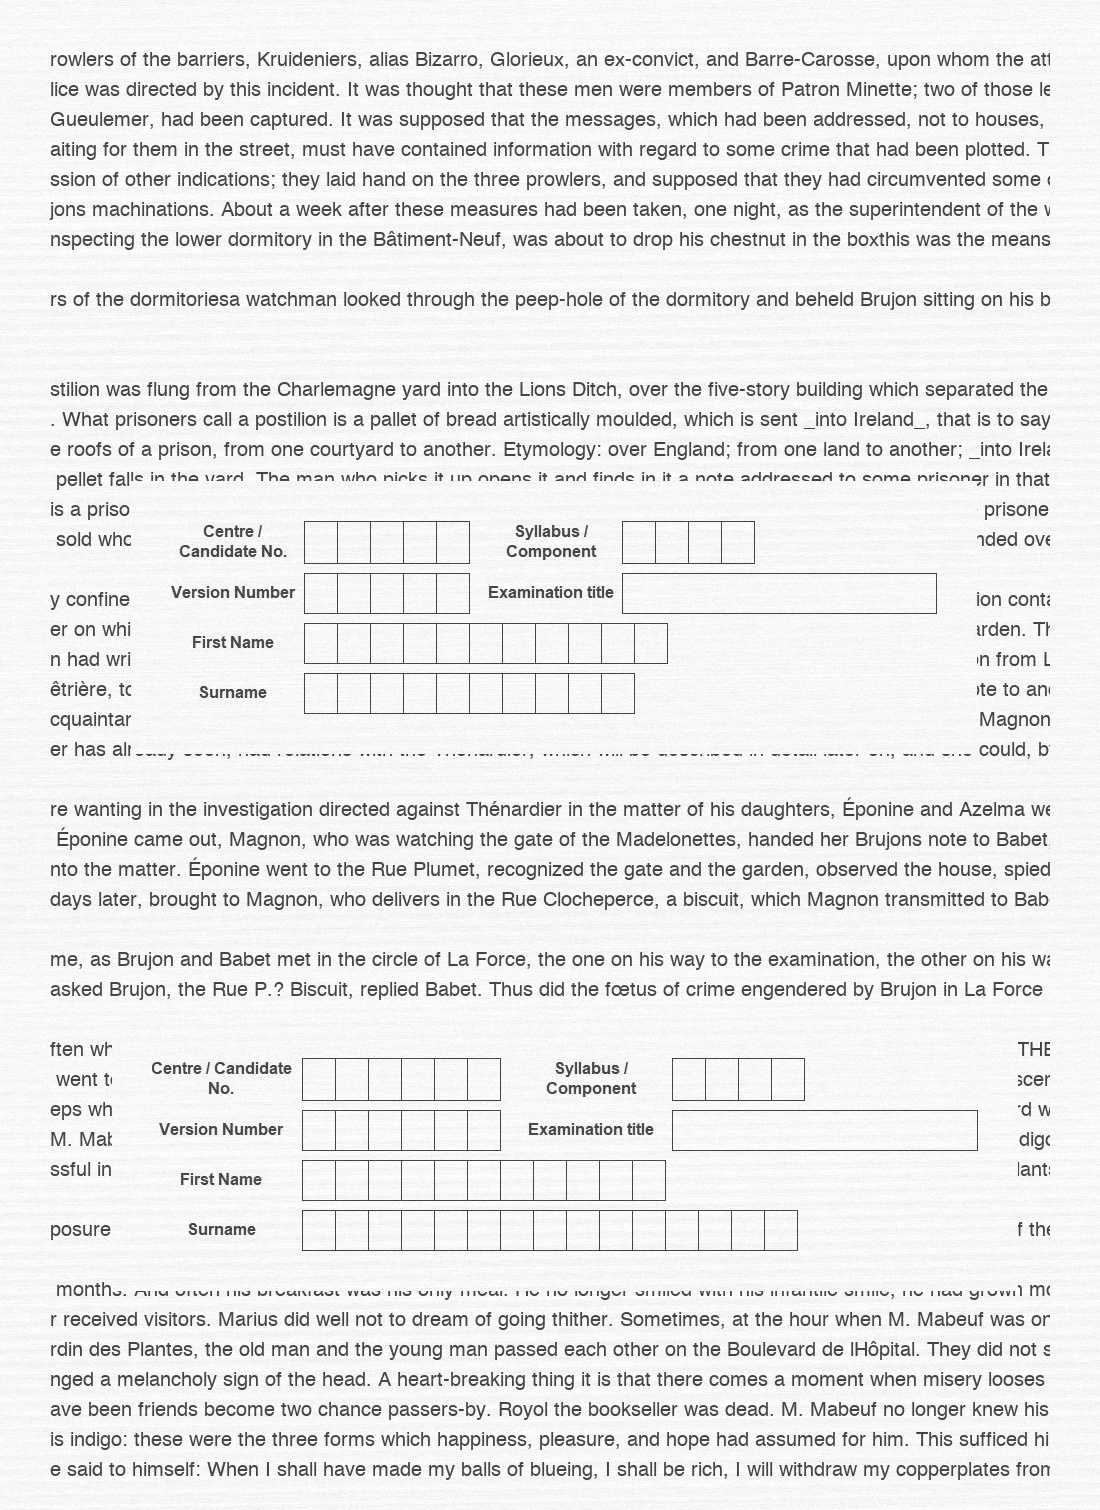 rowlers of the barriers, Kruideniers, alias Bizarro, Glorieux, an ex-convict, and Barre-Carosse, upon whom the att
lice was directed by this incident. It was thought that these men were members of Patron Minette; two of those le
Gueulemer, had been captured. It was supposed that the messages, which had been addressed, not to houses,
aiting for them in the street, must have contained information with regard to some crime that had been plotted. T
ssion of other indications; they laid hand on the three prowlers, and supposed that they had circumvented some
jons machinations. About a week after these measures had been taken, one night, as the superintendent of the
nspecting the lower dormitory in the Bâtiment-Neuf, was about to drop his chestnut in the boxthis was the means
rs of the dormitoriesa watchman looked through the peep-hole of the dormitory and beheld Brujon sitting on his b
stilion was flung from the Charlemagne yard into the Lions Ditch, over the five-story building which separated the
. What prisoners call a postilion is a pallet of bread artistically moulded, which is sent _into Ireland_, that is to say
e roofs of a prison, from one courtyard to another. Etymology: over England; from one land to another; _into Irela
pellet falls in the yard. The man who picks it up opens it and finds in it a note addressed to some prisoner in that
is a priso prisone
sold who nded ove
Centre / Candidate No.
Syllabus / Component
Version Number
Examination title
First Name
Surname
y confine ion conta
er on whi arden. Th
n had wri on from L
êtrière, to ote to ano
cquaintan Magnon
er has already seen, had relations with the Thénardier, which will be described in detail later on, and she could, b
re wanting in the investigation directed against Thénardier in the matter of his daughters, Éponine and Azelma we
Éponine came out, Magnon, who was watching the gate of the Madelonettes, handed her Brujons note to Babet,
nto the matter. Éponine went to the Rue Plumet, recognized the gate and the garden, observed the house, spied
days later, brought to Magnon, who delivers in the Rue Clocheperce, a biscuit, which Magnon transmitted to Bab
me, as Brujon and Babet met in the circle of La Force, the one on his way to the examination, the other on his wa
asked Brujon, the Rue P.? Biscuit, replied Babet. Thus did the fœtus of crime engendered by Brujon in La Force
ften wh THE
went to scen
eps wh rd w
M. Mab digo
ssful in lants
posure f the
Centre / Candidate No.
Syllabus / Component
Version Number
Examination title
First Name
Surname
months. And often his breakfast was his only meal. He no longer smiled with his infantile smile, he had grown mo
r received visitors. Marius did well not to dream of going thither. Sometimes, at the hour when M. Mabeuf was on
rdin des Plantes, the old man and the young man passed each other on the Boulevard de lHôpital. They did not s
nged a melancholy sign of the head. A heart-breaking thing it is that there comes a moment when misery looses
ave been friends become two chance passers-by. Royol the bookseller was dead. M. Mabeuf no longer knew his
is indigo: these were the three forms which happiness, pleasure, and hope had assumed for him. This sufficed hi
e said to himself: When I shall have made my balls of blueing, I shall be rich, I will withdraw my copperplates from